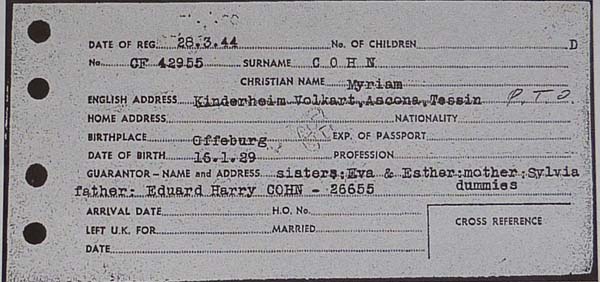 DATE OF REG. 28.3.44 No. OF CHILDREN D
No. CF 42955 SURNAME COHN
CHRISTIAN NAME Myriam
ENGLISH ADDRESS Kinderheim Volkart, Ascona, Tessin P.T.O.
HOME ADDRESS NATIONALITY
BIRTHPLACE Offeburg EXP. OF PASSPORT
DATE OF BIRTH 16.1.29 PROFESSION
GUARANTOR – NAME and ADDRESS sisters;Eva & Esther;mother;Sylvia
father: Eduard Harry COHN - 26655 dummies
ARRIVAL DATE H.O. No.
LEFT U.K. FOR MARRIED
DATE
CROSS REFERENCE